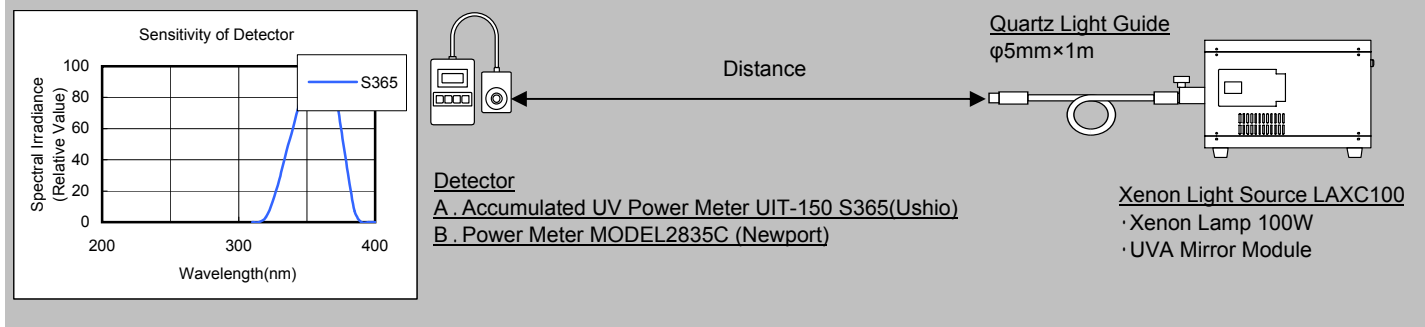 Sensitivity of Detector
100
80
60
40
20
0
200
300
400
S365
Spectral Irradiance
(Relative Value)
Wavelength(nm)
Distance
Detector
A . Accumulated UV Power Meter UIT-150 S365(Ushio)
B . Power Meter MODEL2835C (Newport)
Quartz Light Guide
φ5mm×1m
Xenon Light Source LAXC100
･Xenon Lamp 100W
･UVA Mirror Module